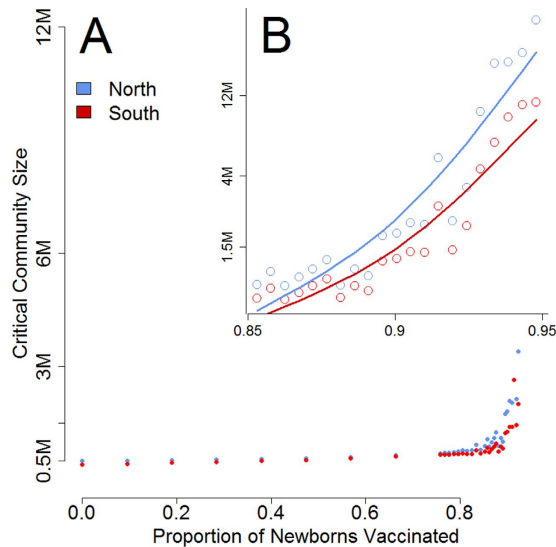 12M
A
B
North
South
12M
4M
1.5M
6M
3M
0.5M
0.85
0.9
0.95
0.0
0.2
0.4
0.6
0.8
Critical Community Size
Proportion of Newborns Vaccinated